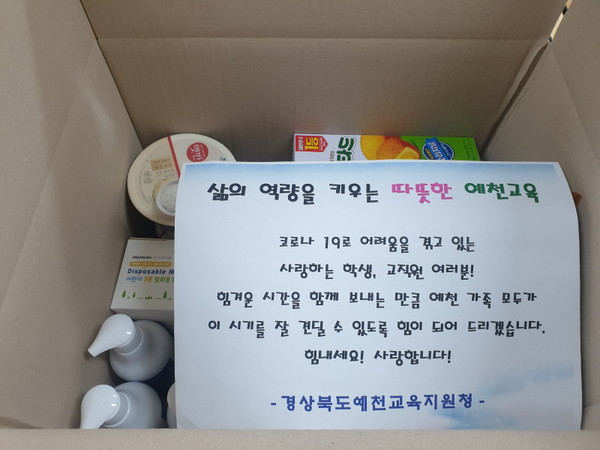 햇반
PREMIUM
Disposable M
삶의 역량을 키우는 따뜻한 예천교육
코로나 19로 어려움을 겪고 있는
사랑하는 학생, 교직원 여러분!
힘겨운 시간을 함께 보내는 만큼 예천 가족 모두가
이 시기를 잘 견딜 수 있도록 힘이 되어 드리겠습니다.
힘내세요! 사랑합니다!
- 경상북도예천교육지원청 -